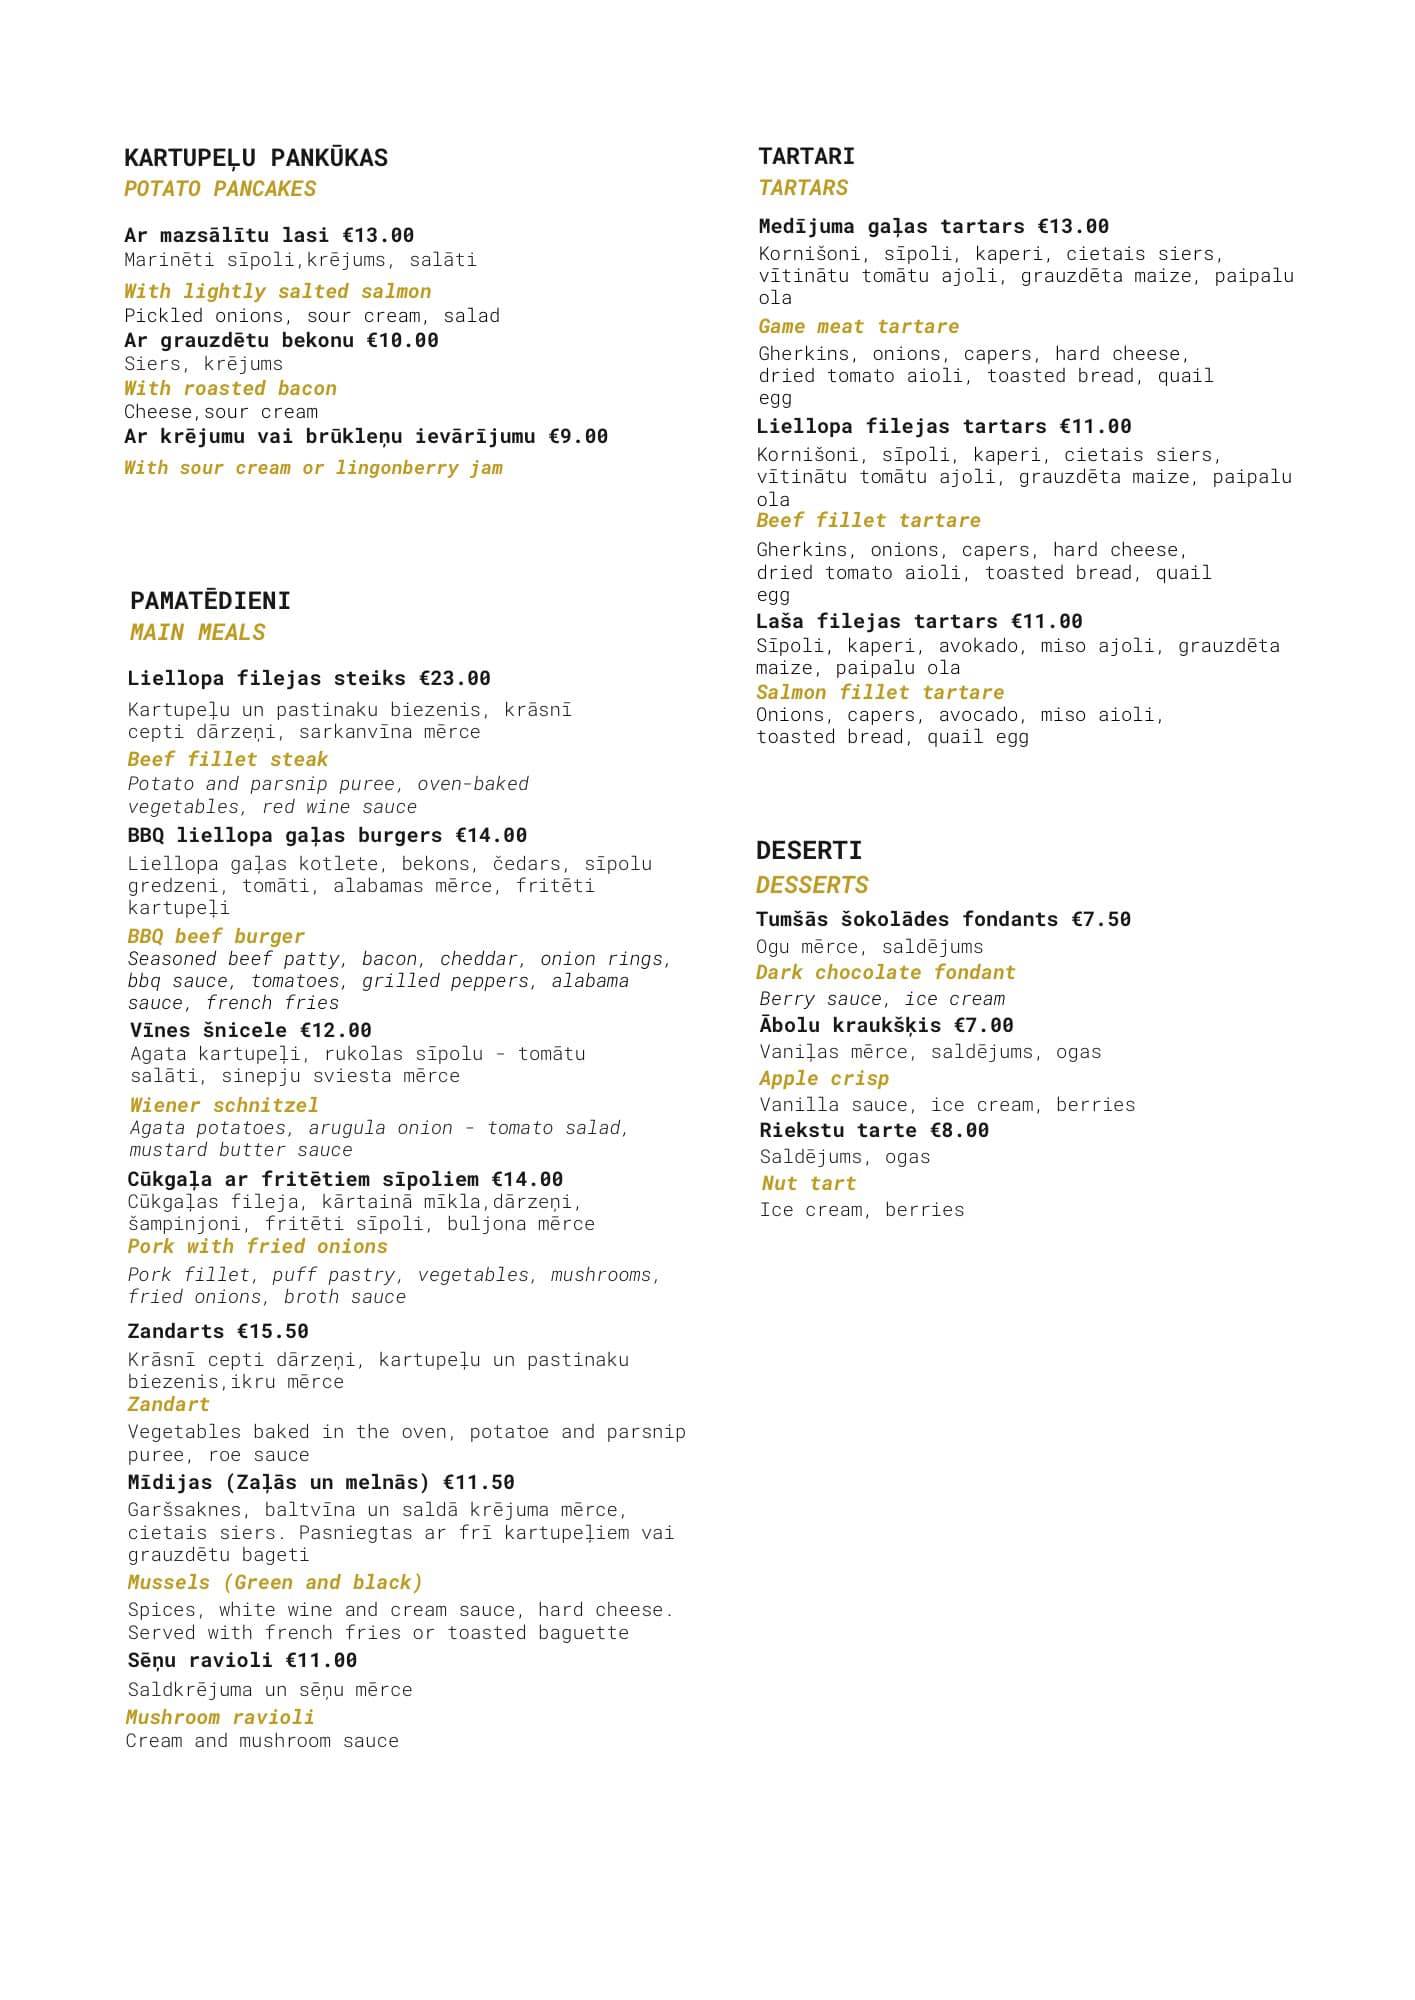 KARTUPEĻU PANKŪKAS
POTATO PANCAKES
Ar mazsālītu lasi €13.00
Marinēti sīpoli,krējums, salāti
With lightly salted salmon
Pickled onions, sour cream, salad
Ar grauzdētu bekonu €10.00
Siers, krējums
With roasted bacon
Cheese,sour cream
Ar krējumu vai brūkleņu ievārījumu €9.00
With sour cream or lingonberry jam
PAMATĒDIENI
MAIN MEALS
Liellopa filejas steiks €23.00
Kartupeļu un pastinaku biezenis, krāsnī
cepti dārzeņi, sarkanvīna mērce
Beef fillet steak
Potato and parsnip puree, oven-baked
vegetables, red wine sauce
BBQ liellopa gaļas burgers €14.00
Liellopa gaļas kotlete, bekons, čedars, sīpolu
gredzeni, tomāti, alabamas mērce, fritēti
kartupeļi
BBQ beef burger
Seasoned beef patty, bacon, cheddar, onion rings,
bbq sauce, tomatoes, grilled peppers, alabama
sauce, french fries
Vīnes šnicele €12.00
Agata kartupeļi, rukolas sīpolu - tomātu
salāti, sinepju sviesta mērce
Wiener schnitzel
Agata potatoes, arugula onion - tomato salad,
mustard butter sauce
Cūkgaļa ar fritētiem sīpoliem €14.00
Cūkgaļas fileja, kārtainā mīkla,dārzeņi,
šampinjoni, fritēti sīpoli, buljona mērce
Pork with fried onions
Pork fillet, puff pastry, vegetables, mushrooms,
fried onions, broth sauce
Zandarts €15.50
Krāsnī cepti dārzeņi, kartupeļu un pastinaku
biezenis,ikru mērce
Zandart
Vegetables baked in the oven, potatoe and parsnip
puree, roe sauce
Mīdijas (Zaļās un melnās) €11.50
Garšsaknes, baltvīna un saldā krējuma mērce,
cietais siers. Pasniegtas ar frī kartupeļiem vai
grauzdētu bageti
Mussels (Green and black)
Spices, white wine and cream sauce, hard cheese.
Served with french fries or toasted baguette
Sēņu ravioli €11.00
Saldkrējuma un sēņu mērce
Mushroom ravioli
Cream and mushroom sauce
TARTARI
TARTARS
Medījuma gaļas tartars €13.00
Kornišoni, sīpoli, kaperi, cietais siers,
vītinātu tomātu ajoli, grauzdēta maize, paipalu
ola
Game meat tartare
Gherkins, onions, capers, hard cheese,
dried tomato aioli, toasted bread, quail
egg
Liellopa filejas tartars €11.00
Kornišoni, sīpoli, kaperi, cietais siers,
vītinātu tomātu ajoli, grauzdēta maize, paipalu
ola
Beef fillet tartare
Gherkins, onions, capers, hard cheese,
dried tomato aioli, toasted bread, quail
egg
Laša filejas tartars €11.00
Sīpoli, kaperi, avokado, miso ajoli, grauzdēta
maize, paipalu ola
Salmon fillet tartare
Onions, capers, avocado, miso aioli,
toasted bread, quail egg
DESERTI
DESSERTS
Tumšās šokolādes fondants €7.50
Ogu mērce, saldējums
Dark chocolate fondant
Berry sauce, ice cream
Ābolu kraukšķis €7.00
Vaniļas mērce, saldējums, ogas
Apple crisp
Vanilla sauce, ice cream, berries
Riekstu tarte €8.00
Saldējums, ogas
Nut tart
Ice cream, berries